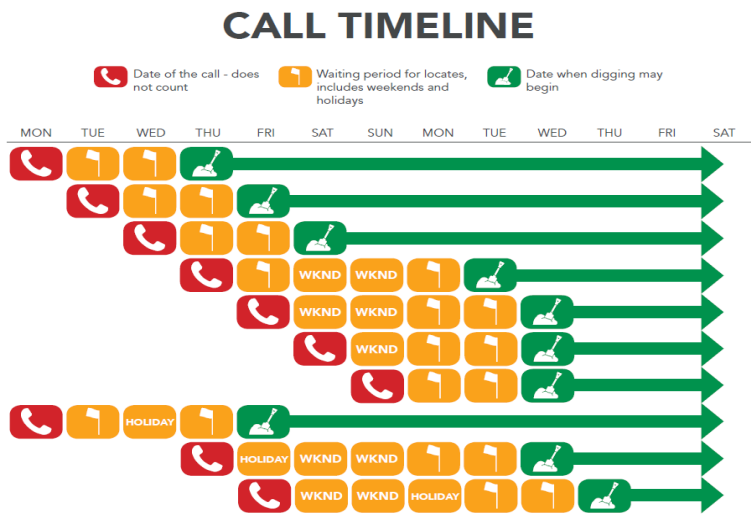 CALL TIMELINE
Date of the call - does
not count
Waiting period for locates,
includes weekends and
holidays
Date when digging may
begin
MON TUE WED THU FRI SAT SUN MON TUE WED THU FRI SAT
WKND WKND
WKND WKND
WKND
HOLIDAY
HOLIDAY WKND WKND
WKND WKND HOLIDAY